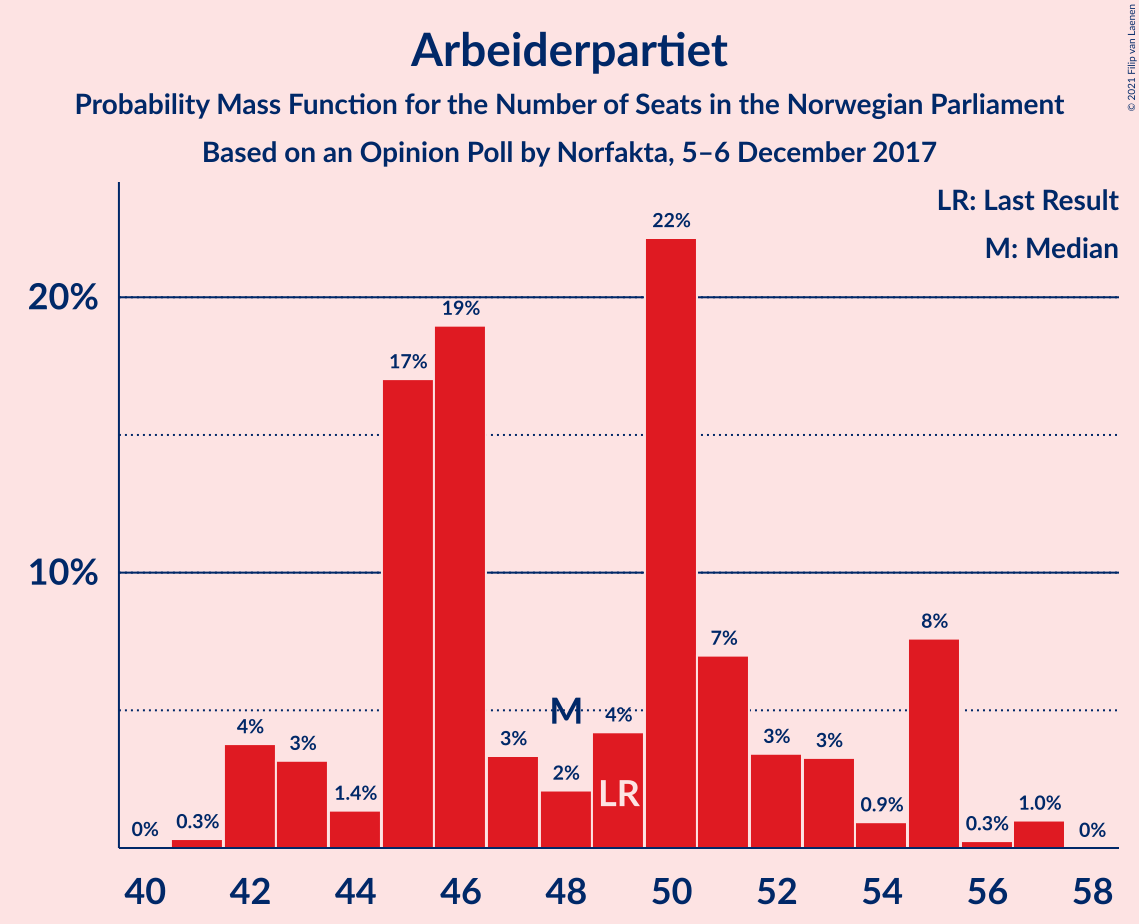 Arbeiderpartiet
Probability Mass Function for the Number of Seats in the Norwegian Parliament
Based on an Opinion Poll by Norfakta, 5–6 December 2017
© 2021 Filip van Laenen
LR: Last Result
M: Median
20%
10%
0%
0.3%
4%
3%
1.4%
17%
19%
3%
2%
4%
22%
7%
3%
3%
0.9%
8%
0.3%
1.0%
0%
M
LR
40 42 44 46 48 50 52 54 56 58